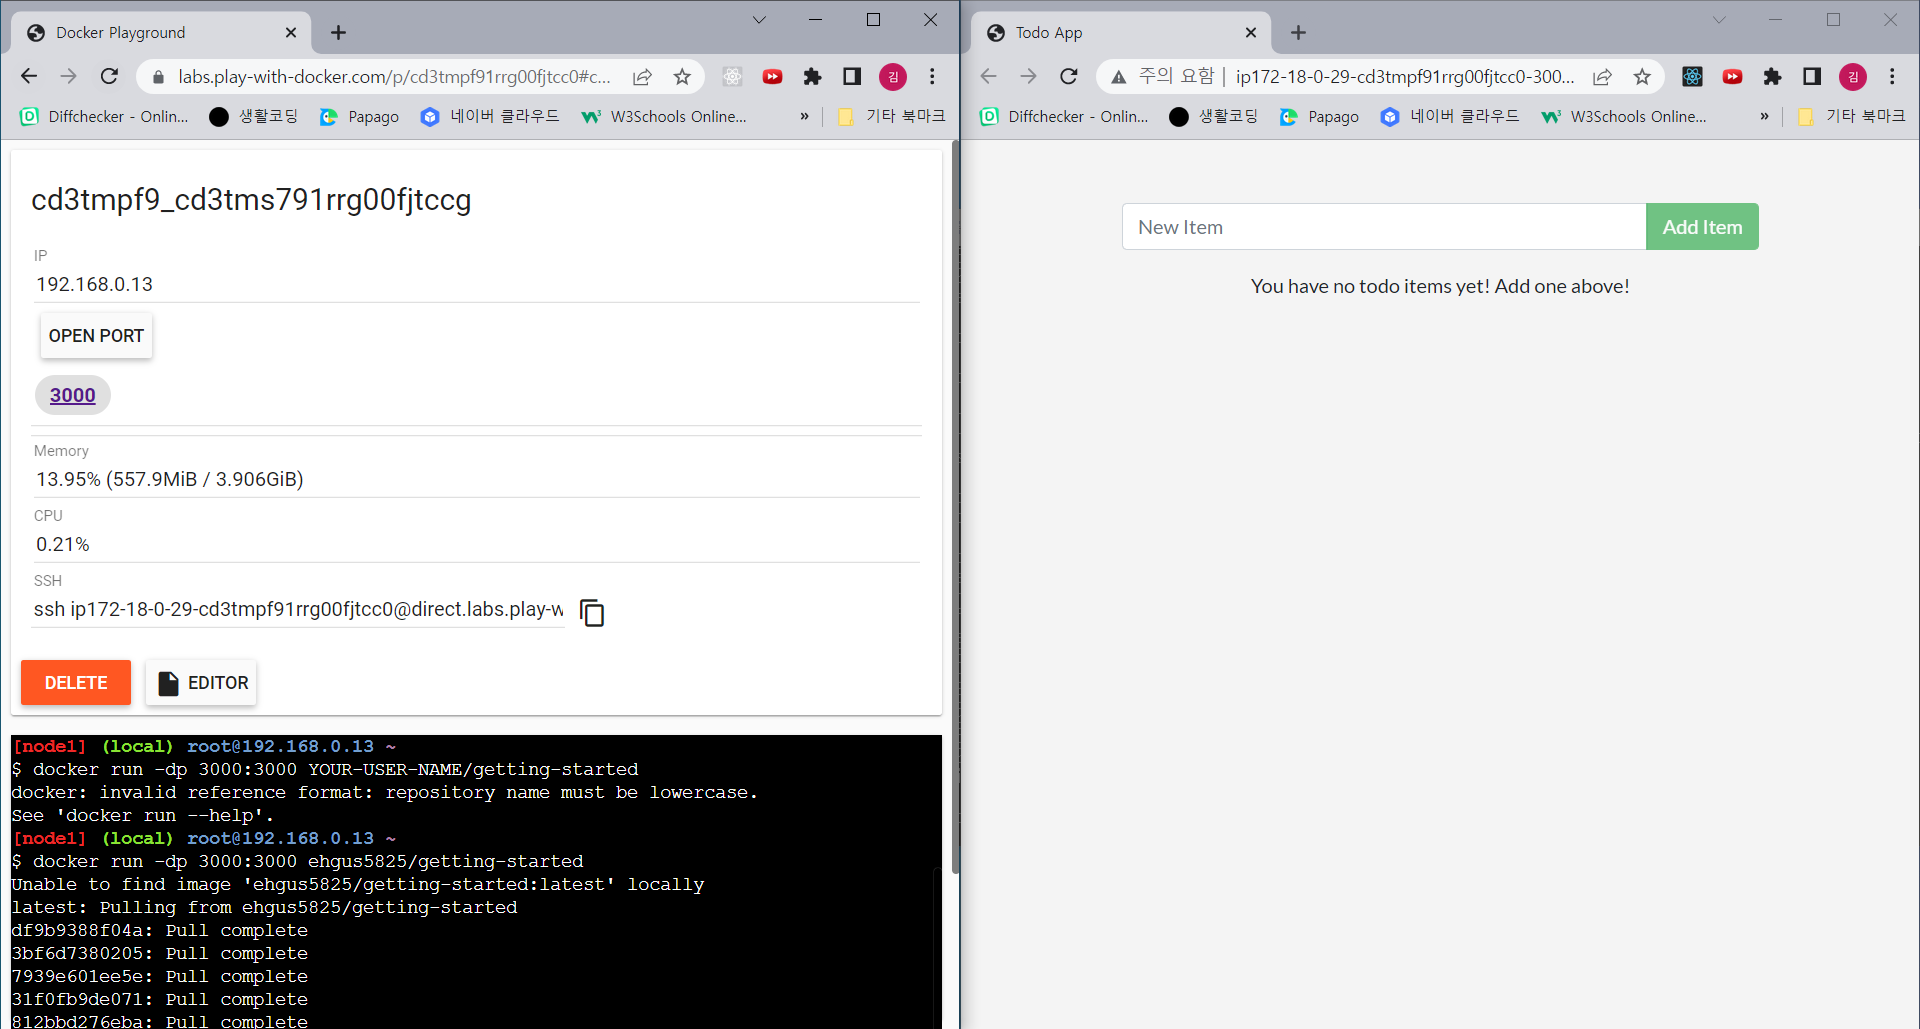 Docker Playground
labs.play-with-docker.com/p/cd3tmpf91rrg00fjtcc0#c...
김
Diffchecker - Onlin...
생활코딩
Papago
네이버 클라우드
W3Schools Online...
»
기타 북마크
cd3tmpf9_cd3tms791rrg00fjtccg
IP
192.168.0.13
OPEN PORT
3000
Memory
13.95% (557.9MiB / 3.906GiB)
CPU
0.21%
SSH
ssh ip172-18-0-29-cd3tmpf91rrg00fjtcc0@direct.labs.play-w
DELETE
EDITOR
[node1] (local) root@192.168.0.13 ~
$ docker run -dp 3000:3000 YOUR-USER-NAME/getting-started
docker: invalid reference format: repository name must be lowercase.
See 'docker run --help'.
[node1] (local) root@192.168.0.13 ~
$ docker run -dp 3000:3000 ehgus5825/getting-started
Unable to find image 'ehgus5825/getting-started:latest' locally
latest: Pulling from ehgus5825/getting-started
df9b9388f04a: Pull complete
3bf6d7380205: Pull complete
7939e601ee5e: Pull complete
31f0fb9de071: Pull complete
812bbd276eba: Pull complete
Todo App
주의 요함
ip172-18-0-29-cd3tmpf91rrg00fjtcc0-300...
김
Diffchecker - Onlin...
생활코딩
Papago
네이버 클라우드
W3Schools Online...
»
기타 북마크
New Item
Add Item
You have no todo items yet! Add one above!